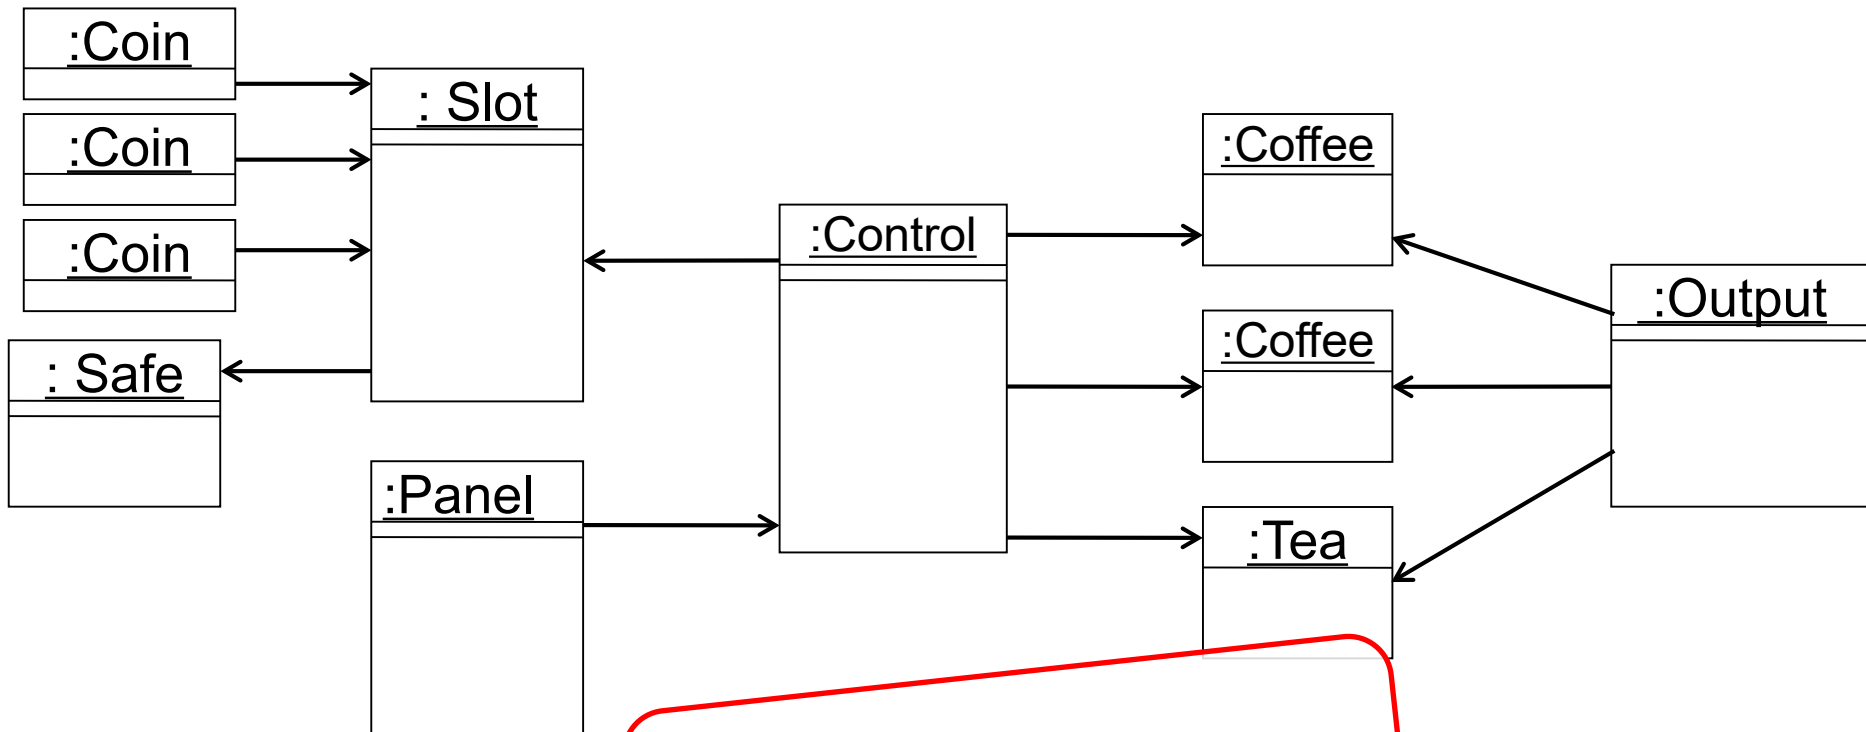 :Coin
:Coin
:Coin
: Safe
: Slot
:Panel
:Control
:Coffee
:Coffee
:Tea
:Output